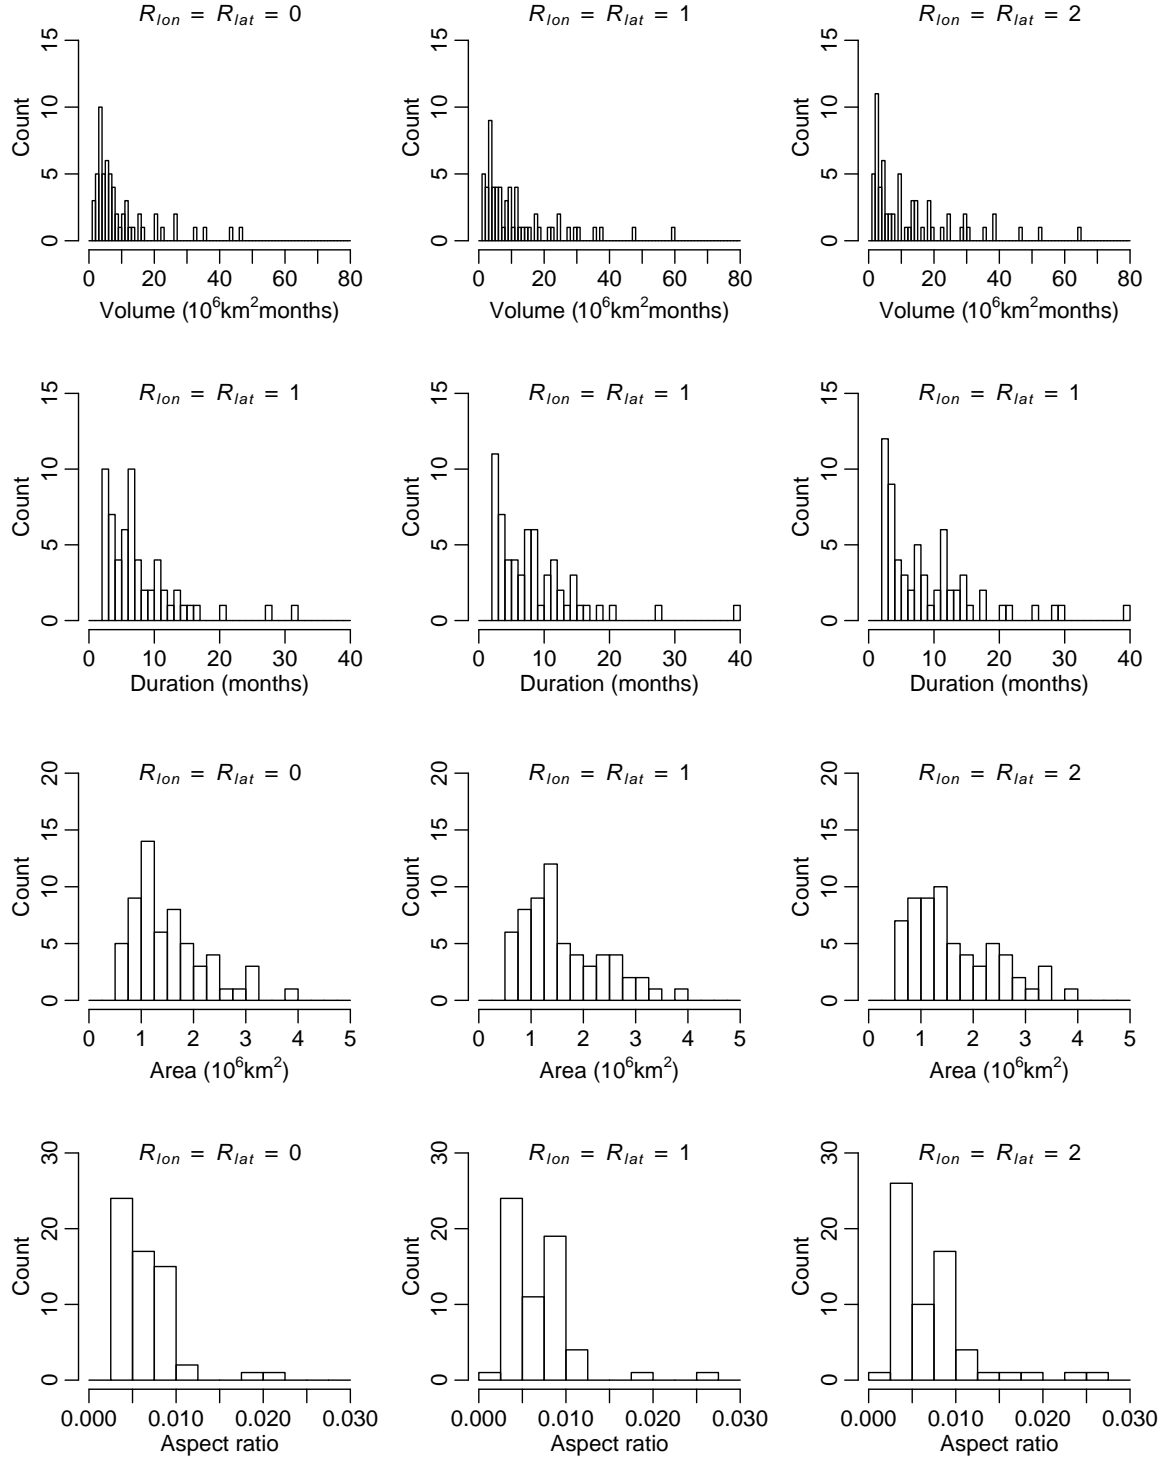 R_lon = R_lat = 0
Count
0 5 10 15
0 20 40 60 80
Volume (10^6km^2months)
R_lon = R_lat = 1
Count
0 5 10 15
0 20 40 60 80
Volume (10^6km^2months)
R_lon = R_lat = 2
Count
0 5 10 15
0 20 40 60 80
Volume (10^6km^2months)
R_lon = R_lat = 1
Count
0 5 10 15
0 10 20 30 40
Duration (months)
R_lon = R_lat = 1
Count
0 5 10 15
0 10 20 30 40
Duration (months)
R_lon = R_lat = 1
Count
0 5 10 15
0 10 20 30 40
Duration (months)
R_lon = R_lat = 0
Count
0 5 10 15 20
0 1 2 3 4 5
Area (10^6km^2)
R_lon = R_lat = 1
Count
0 5 10 15 20
0 1 2 3 4 5
Area (10^6km^2)
R_lon = R_lat = 2
Count
0 5 10 15 20
0 1 2 3 4 5
Area (10^6km^2)
R_lon = R_lat = 0
Count
0 10 20 30
0.000 0.010 0.020 0.030
Aspect ratio
R_lon = R_lat = 1
Count
0 10 20 30
0.000 0.010 0.020 0.030
Aspect ratio
R_lon = R_lat = 2
Count
0 10 20 30
0.000 0.010 0.020 0.030
Aspect ratio